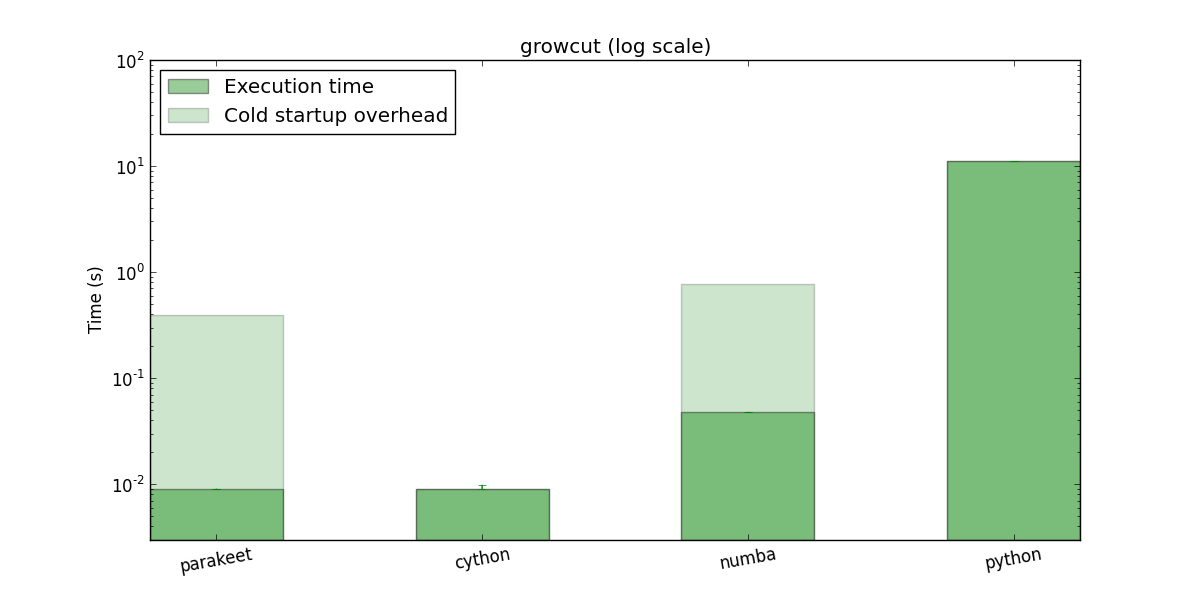 growcut (log scale)
Execution time
Cold startup overhead
Time (s)
10^2
10^1
10^0
10^-1
10^-2
parakeet
cython
numba
python